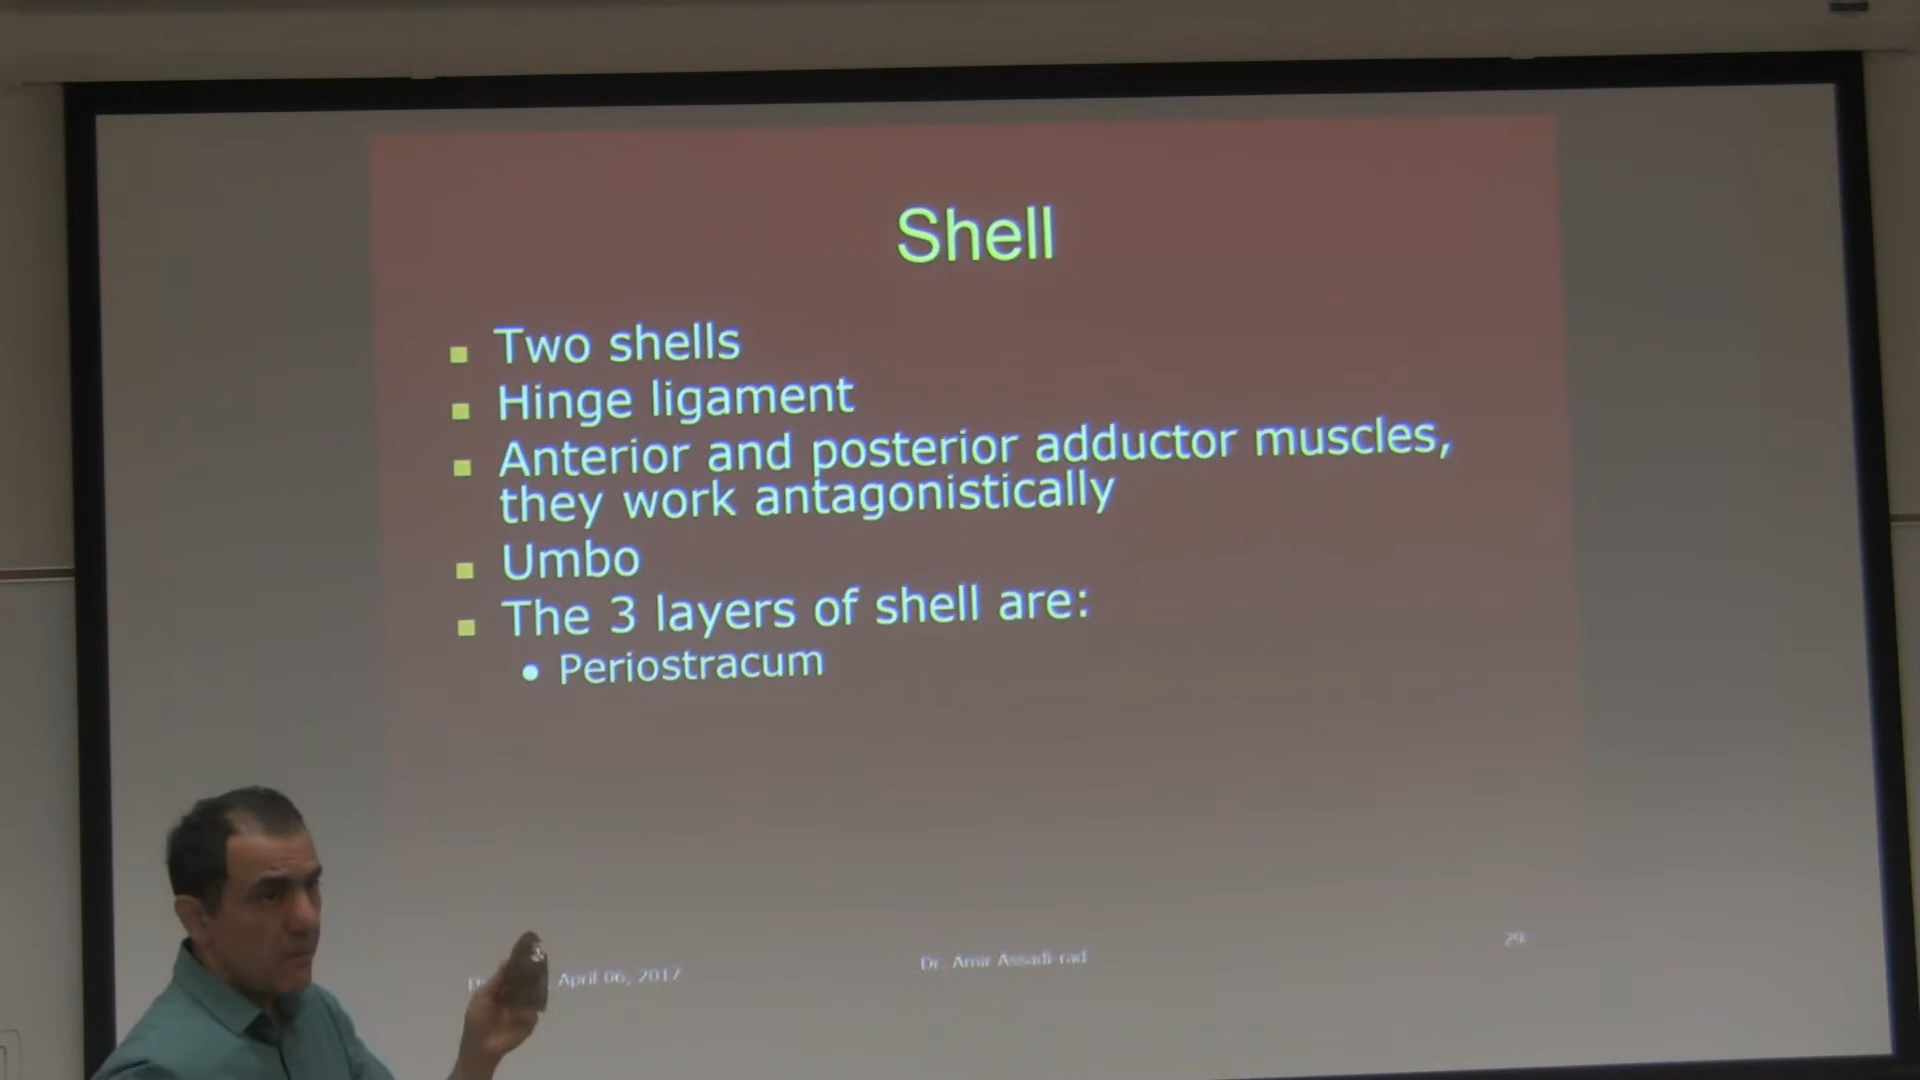 Shell
Two shells
Hinge ligament
Anterior and posterior adductor muscles,
they work antagonistically
Umbo
The 3 layers of shell are:
Periostracum
April 06, 2017
Dr. Amir Assadi-rad
29